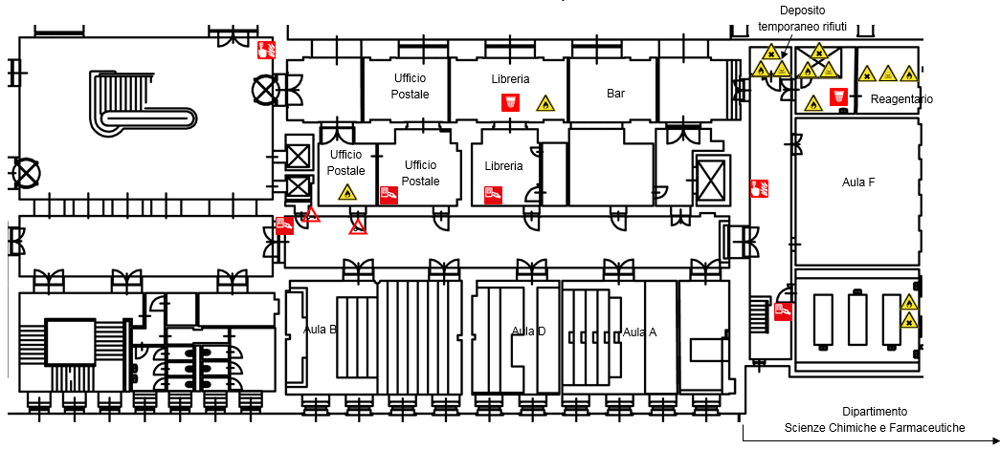 Deposito
temporaneo rifiuti
Ufficio
Postale
Libreria
Bar
Reagentario
Ufficio
Postale
Ufficio
Postale
Libreria
Aula F
Aula B
Aula D
Aula A
Dipartimento
Scienze Chimiche e Farmaceutiche